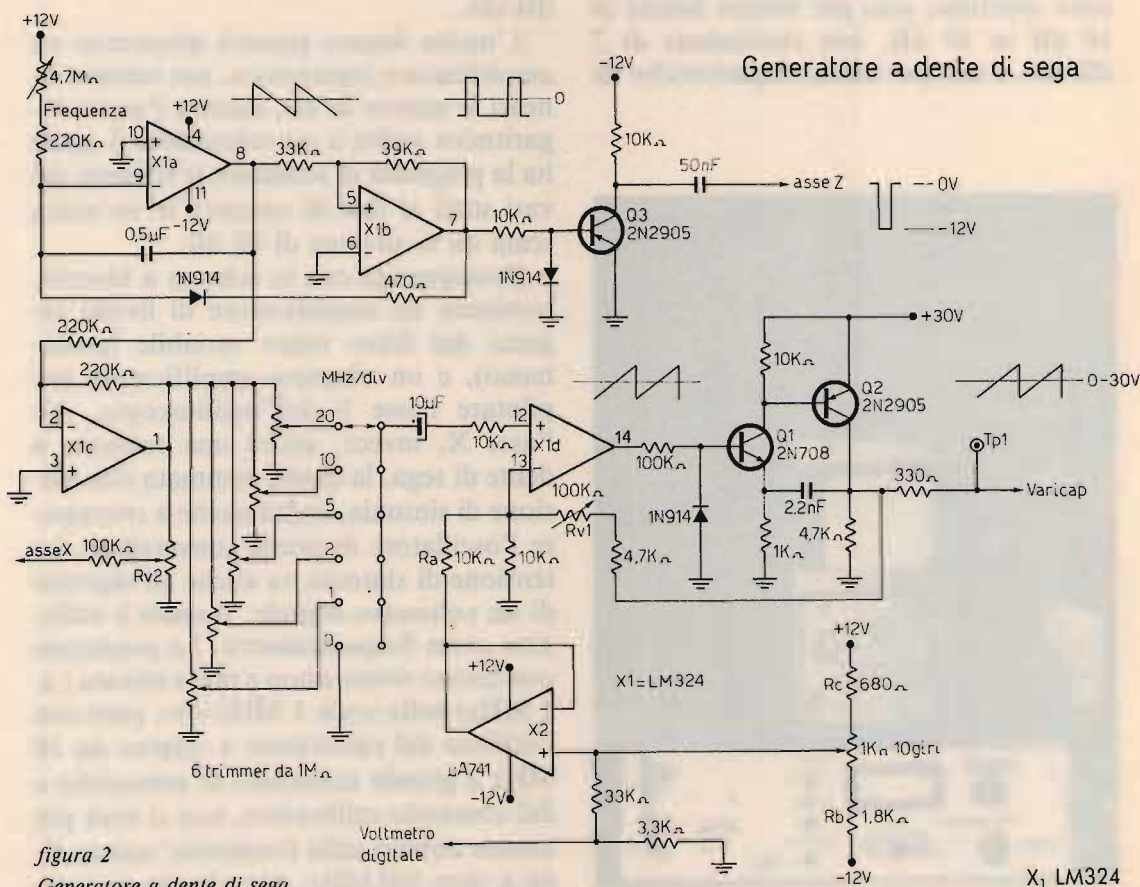 Generatore a dente di sega
+12V
4,7MΩ
Frequenza
220KΩ
+12V
10
+
4
X1a
8
9
-
11
-12V
0,5µF
1N914
33KΩ
39KΩ
0
5
+
X1b
7
6
-
470Ω
10KΩ
1N914
-12V
10KΩ
50nF
asse Z
0V
-12V
Q3
2N2905
220KΩ
220KΩ
2
-
X1c
1
3
+
asse X
100KΩ
Rv2
MHz/div
20
10
5
2
1
0
6 trimmer da 1MΩ
10µF
10KΩ
12
+
X1d
14
13
-
100KΩ
Rv1
Ra
10KΩ
10KΩ
4,7KΩ
100KΩ
1N914
10KΩ
Q1
2N708
Q2
2N2905
+30V
0-30V
2,2nF
1KΩ
4,7KΩ
330Ω
Tp1
Varicap
+12V
X2
-
+
µA741
-12V
X1=LM324
33KΩ
3,3KΩ
Voltmetro
digitale
+12V
Rc
680Ω
1KΩ 10giri
Rb
1,8KΩ
-12V
figura 2
Generatore a dente di sega.
X1 LM324